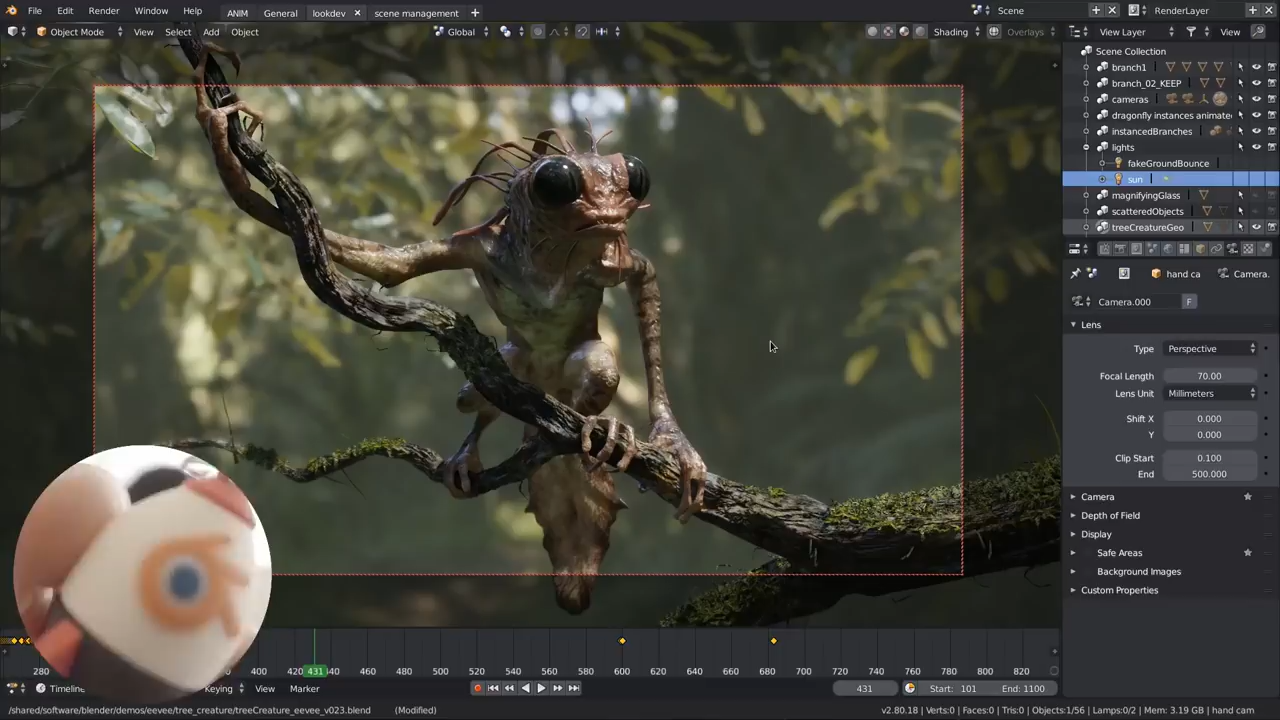 File Edit Render Window Help ANIM General lookdev scene management Scene RenderLayer
Object Mode View Select Add Object Global Shading Overlays View Layer View
Scene Collection
branch1
branch_02_KEEP
cameras
dragonfly instances animate
instancedBranches
lights
fakeGroundBounce
sun
magnifyingGlass
scatteredObjects
treeCreatureGeo
hand ca Camera.
Camera.000 F
Lens
Type Perspective
Focal Length 70.00
Lens Unit Millimeters
Shift X 0.000
Y 0.000
Clip Start 0.100
End 500.000
Camera
Depth of Field
Display
Safe Areas
Background Images
Custom Properties
280 400 420 431 440 460 480 500 520 540 560 580 600 620 640 660 680 700 720 740 760 780 800 820
Timeline Keying View Marker 431 Start: 101 End: 1100
/shared/software/blender/demos/eevee/tree_creature/treeCreature_eevee_v023.blend (Modified) v2.80.18 | Verts:0 | Faces:0 | Tris:0 | Objects:1/56 | Lamps:0/2 | Mem: 3.19 GB | hand cam